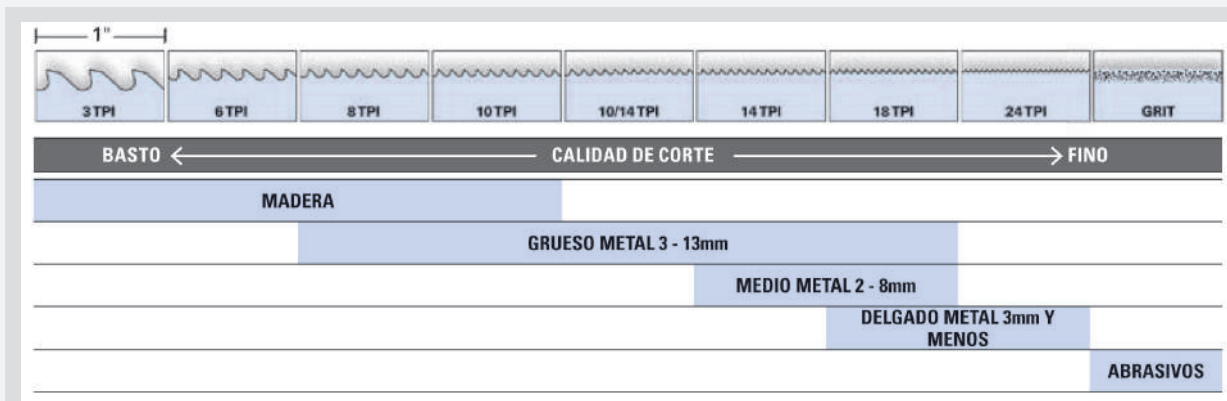 1"
3 TPI 6 TPI 8 TPI 10 TPI 10/14 TPI 14 TPI 18 TPI 24 TPI GRIT
BASTO CALIDAD DE CORTE FINO
MADERA
GRUESO METAL 3 - 13mm
MEDIO METAL 2 - 8mm
DELGADO METAL 3mm Y
MENOS
ABRASIVOS